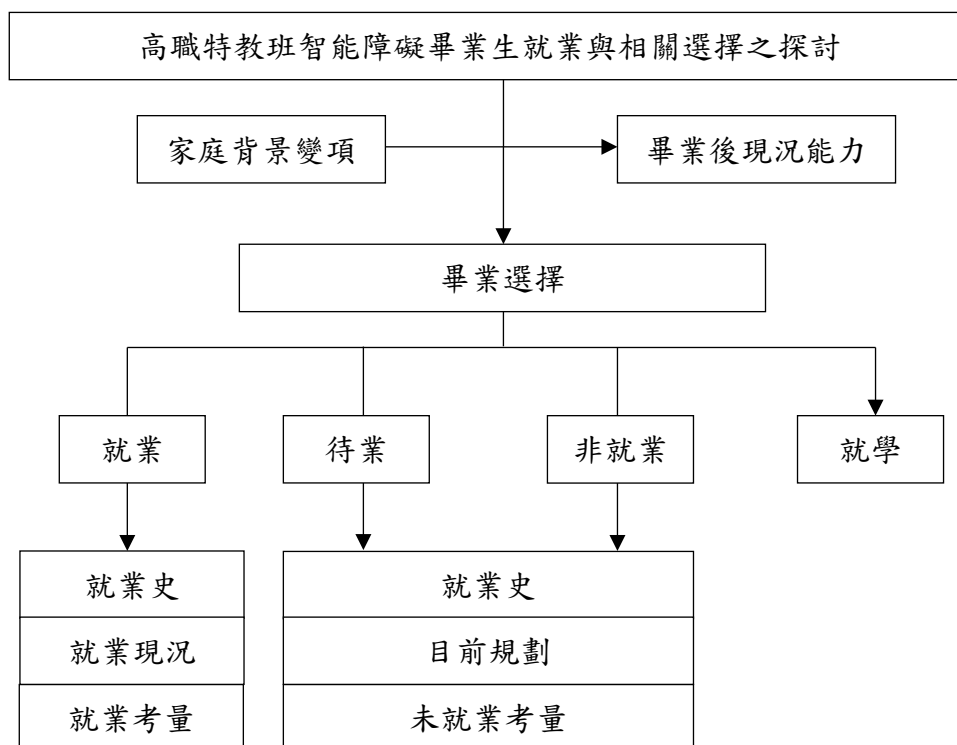 高職特教班智能障礙畢業生就業與相關選擇之探討
家庭背景變項
畢業後現況能力
畢業選擇
就業
待業
非就業
就學
就業史
就業史
就業現況
目前規劃
就業考量
未就業考量